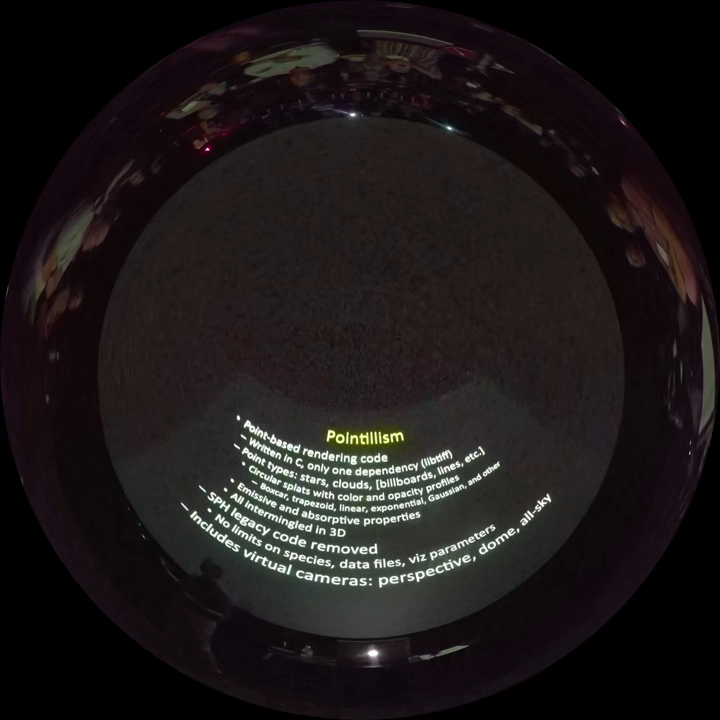 Pointillism
• Point-based rendering code
– Written in C, only one dependency (libtiff)
– Point types: stars, clouds, [billboards, lines, etc.]
• Circular splats with color and opacity profiles
– Boxcar, trapezoid, linear, exponential, Gaussian, and other
• Emissive and absorptive properties
• All intermingled in 3D
– SPH legacy code removed
• No limits on species, data files, viz parameters
– Includes virtual cameras: perspective, dome, all-sky